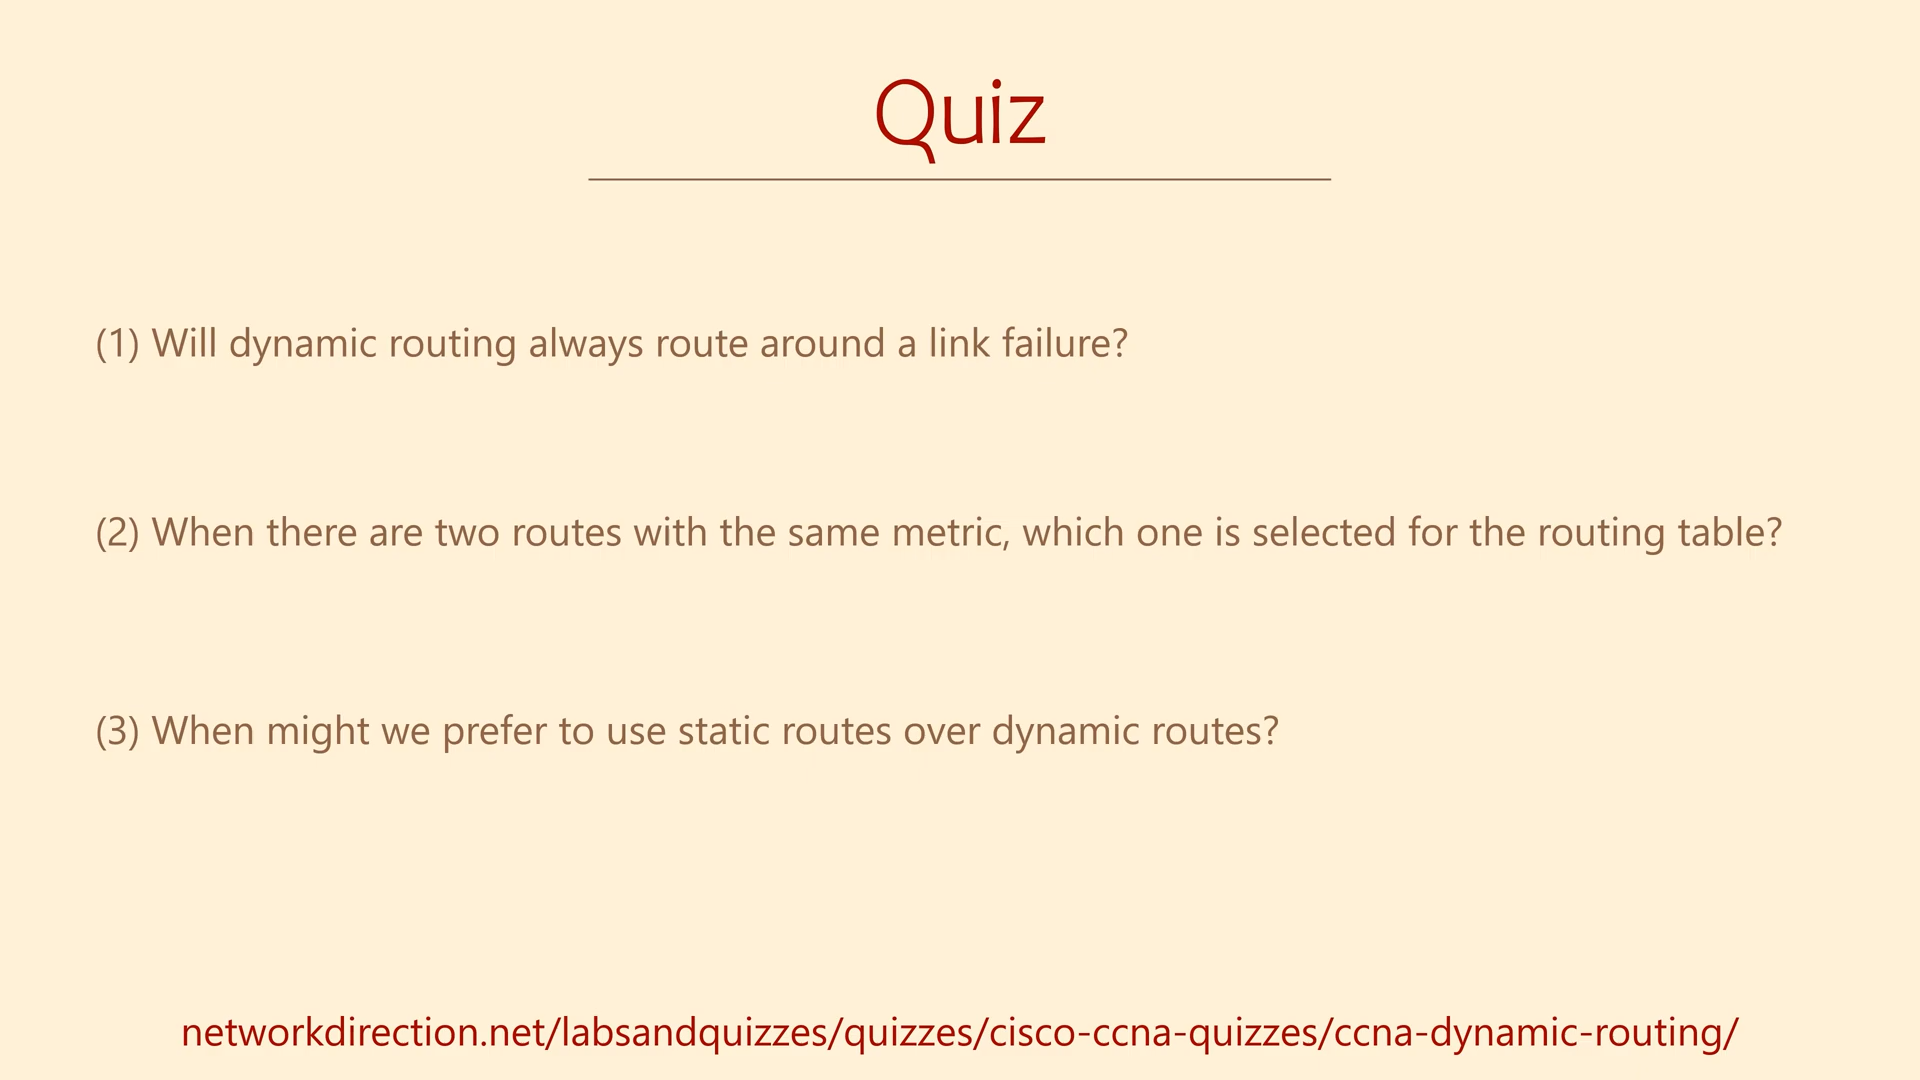 Quiz
(1) Will dynamic routing always route around a link failure?
(2) When there are two routes with the same metric, which one is selected for the routing table?
(3) When might we prefer to use static routes over dynamic routes?
networkdirection.net/labsandquizzes/quizzes/cisco-ccna-quizzes/ccna-dynamic-routing/